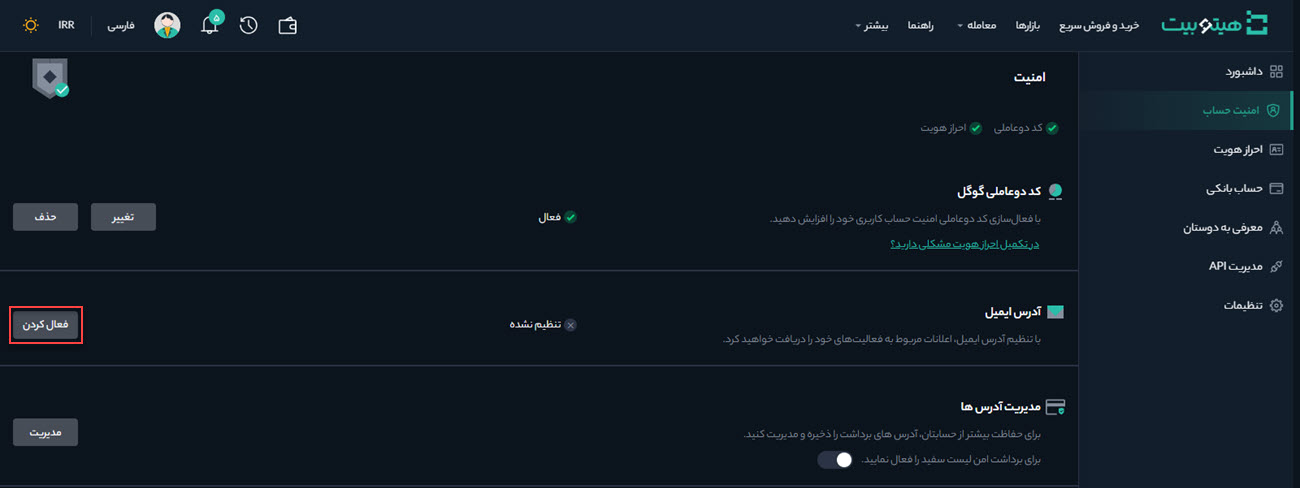 هیتوبیت
خرید و فروش سریع
بازارها
معامله
راهنما
بیشتر
۵
فارسی
IRR
داشبورد
امنیت حساب
احراز هویت
حساب بانکی
معرفی به دوستان
مدیریت API
تنظیمات
امنیت
کد دوعاملی احراز هویت
کد دوعاملی گوگل
با فعال‌سازی کد دوعاملی امنیت حساب کاربری خود را افزایش دهید.
در تکمیل احراز هویت مشکلی دارید؟
فعال
تغییر
حذف
آدرس ایمیل
با تنظیم آدرس ایمیل، اعلانات مربوط به فعالیت‌های خود را دریافت خواهید کرد.
تنظیم نشده
فعال کردن
مدیریت آدرس ها
برای حفاظت بیشتر از حسابتان، آدرس های برداشت را ذخیره و مدیریت کنید.
برای برداشت امن لیست سفید را فعال نمایید.
مدیریت